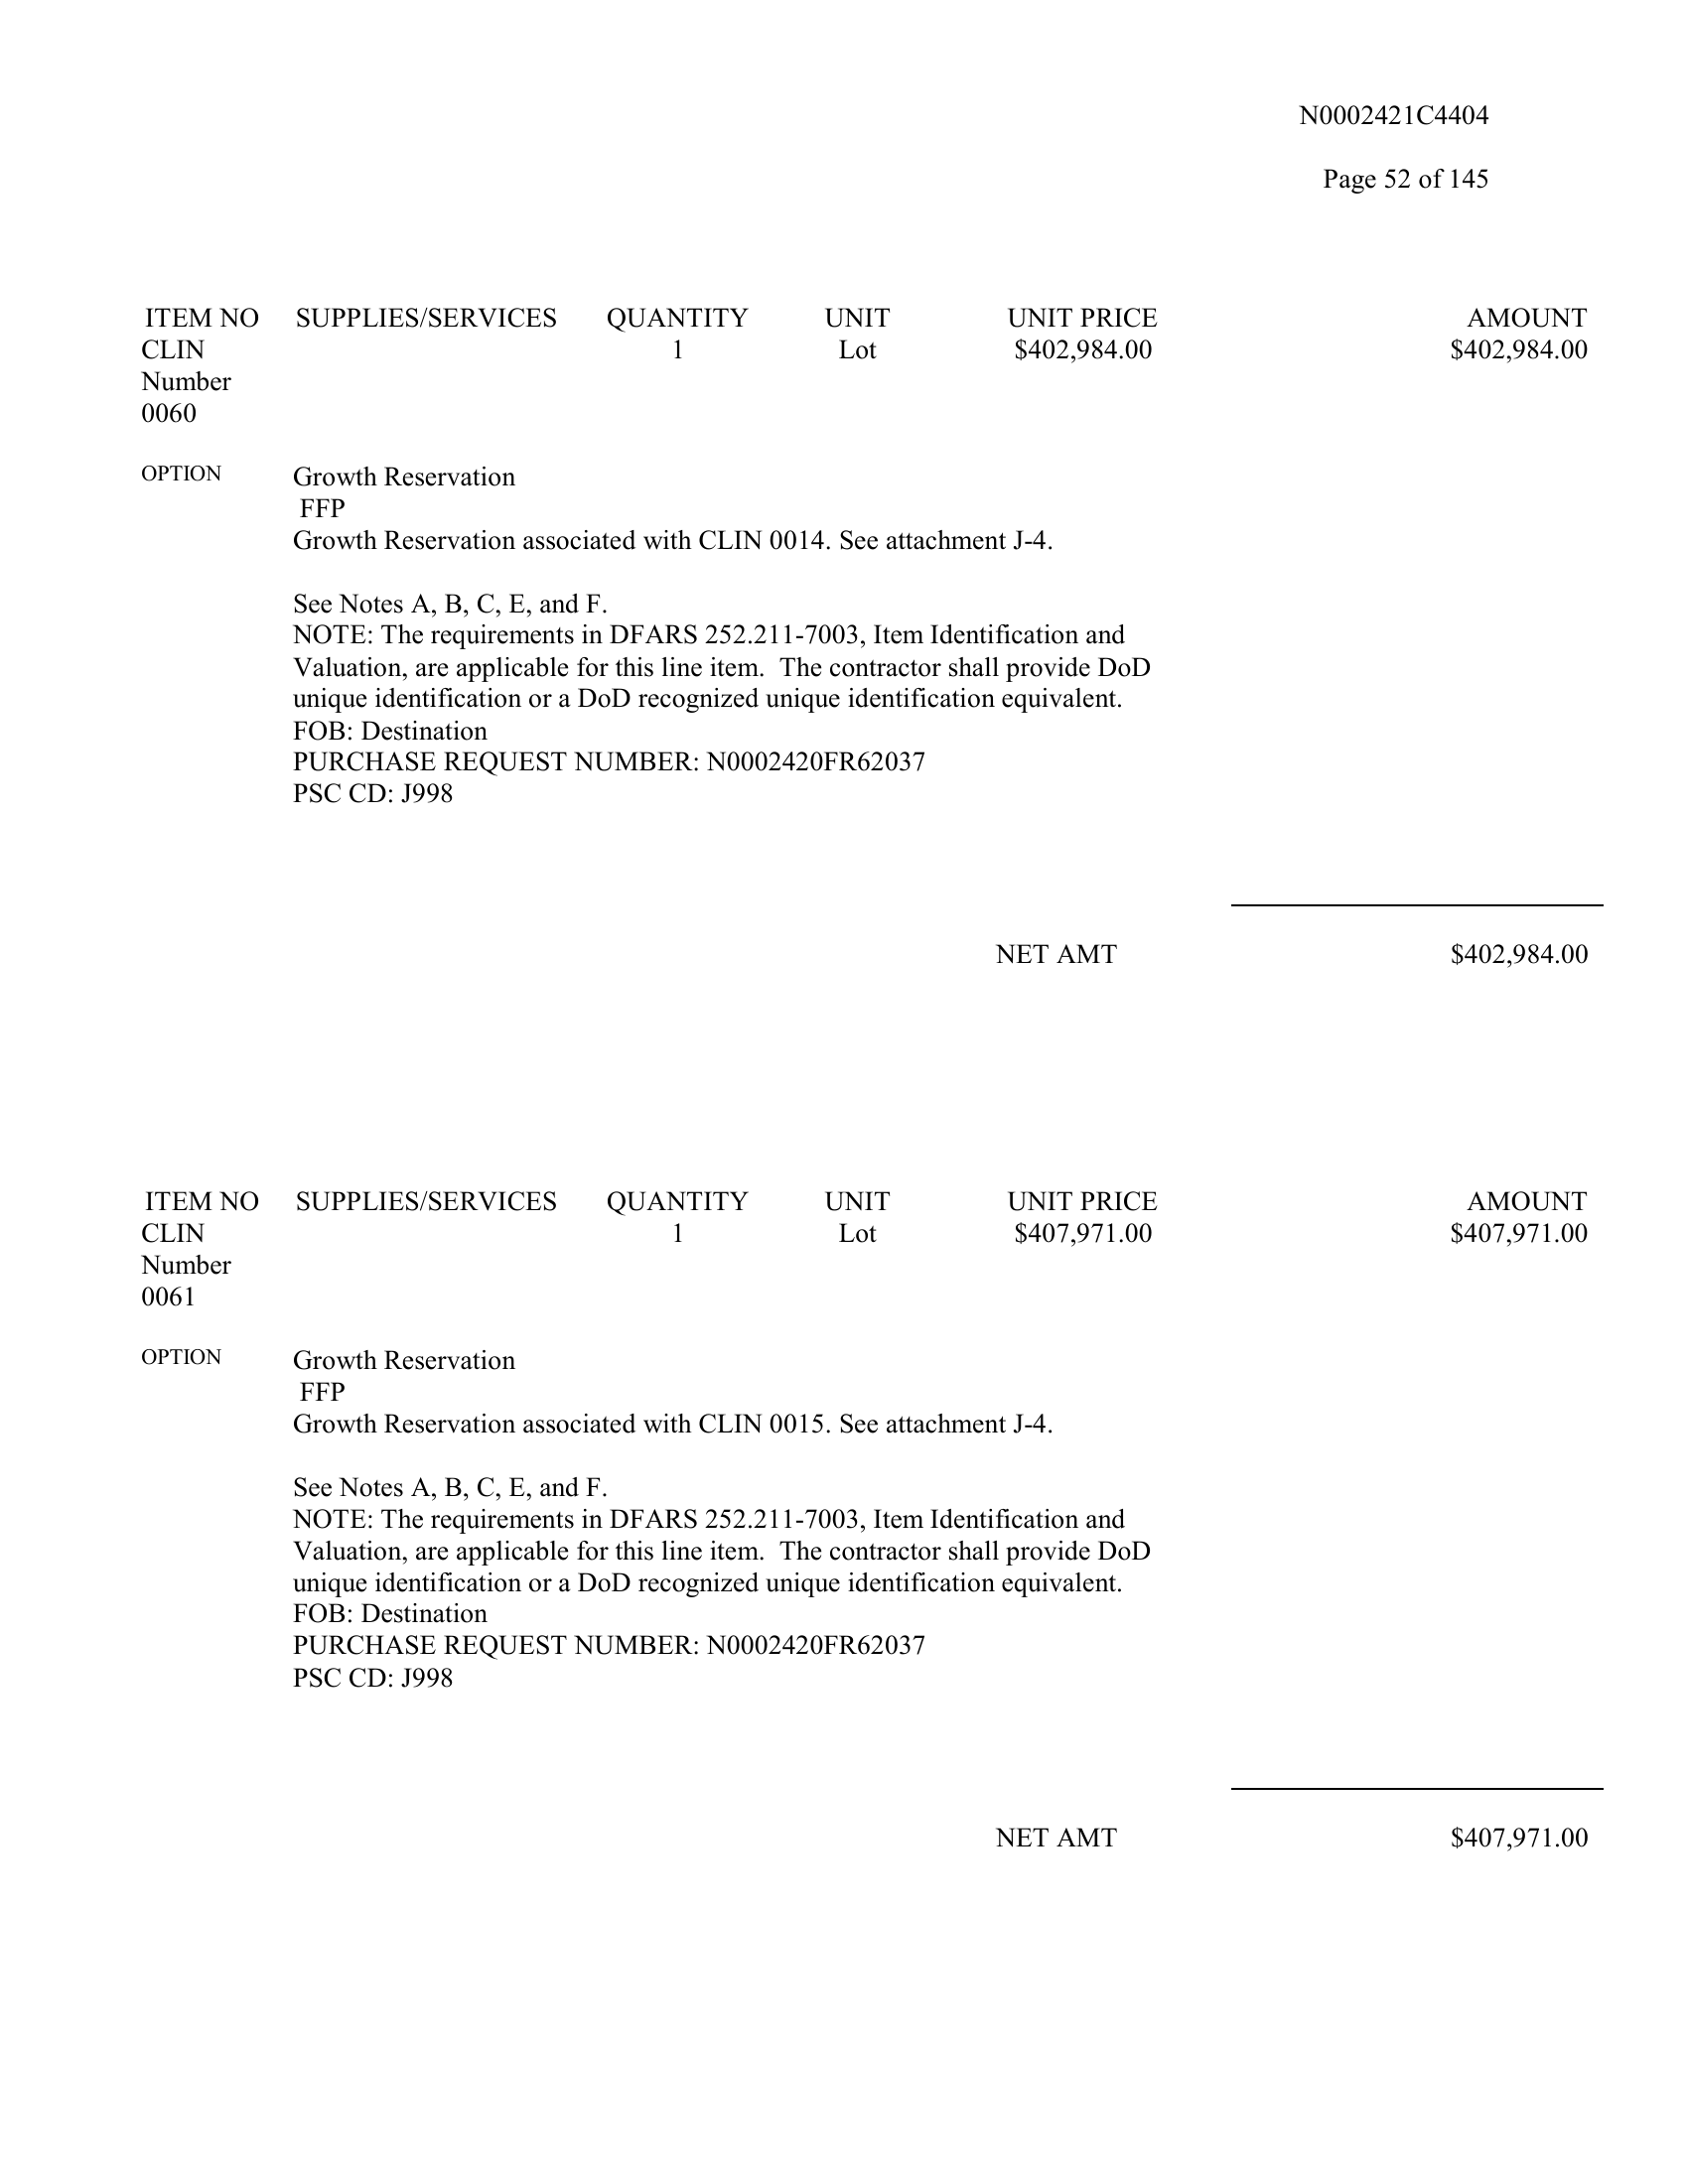 N0002421C4404
Page 52 of 145
ITEM NO SUPPLIES/SERVICES QUANTITY UNIT UNIT PRICE AMOUNT
CLIN 1 Lot $402,984.00 $402,984.00
Number
0060
OPTION Growth Reservation
FFP
Growth Reservation associated with CLIN 0014. See attachment J-4.
See Notes A, B, C, E, and F.
NOTE: The requirements in DFARS 252.211-7003, Item Identification and
Valuation, are applicable for this line item.  The contractor shall provide DoD
unique identification or a DoD recognized unique identification equivalent.
FOB: Destination
PURCHASE REQUEST NUMBER: N0002420FR62037
PSC CD: J998
NET AMT $402,984.00
ITEM NO SUPPLIES/SERVICES QUANTITY UNIT UNIT PRICE AMOUNT
CLIN 1 Lot $407,971.00 $407,971.00
Number
0061
OPTION Growth Reservation
FFP
Growth Reservation associated with CLIN 0015. See attachment J-4.
See Notes A, B, C, E, and F.
NOTE: The requirements in DFARS 252.211-7003, Item Identification and
Valuation, are applicable for this line item.  The contractor shall provide DoD
unique identification or a DoD recognized unique identification equivalent.
FOB: Destination
PURCHASE REQUEST NUMBER: N0002420FR62037
PSC CD: J998
NET AMT $407,971.00